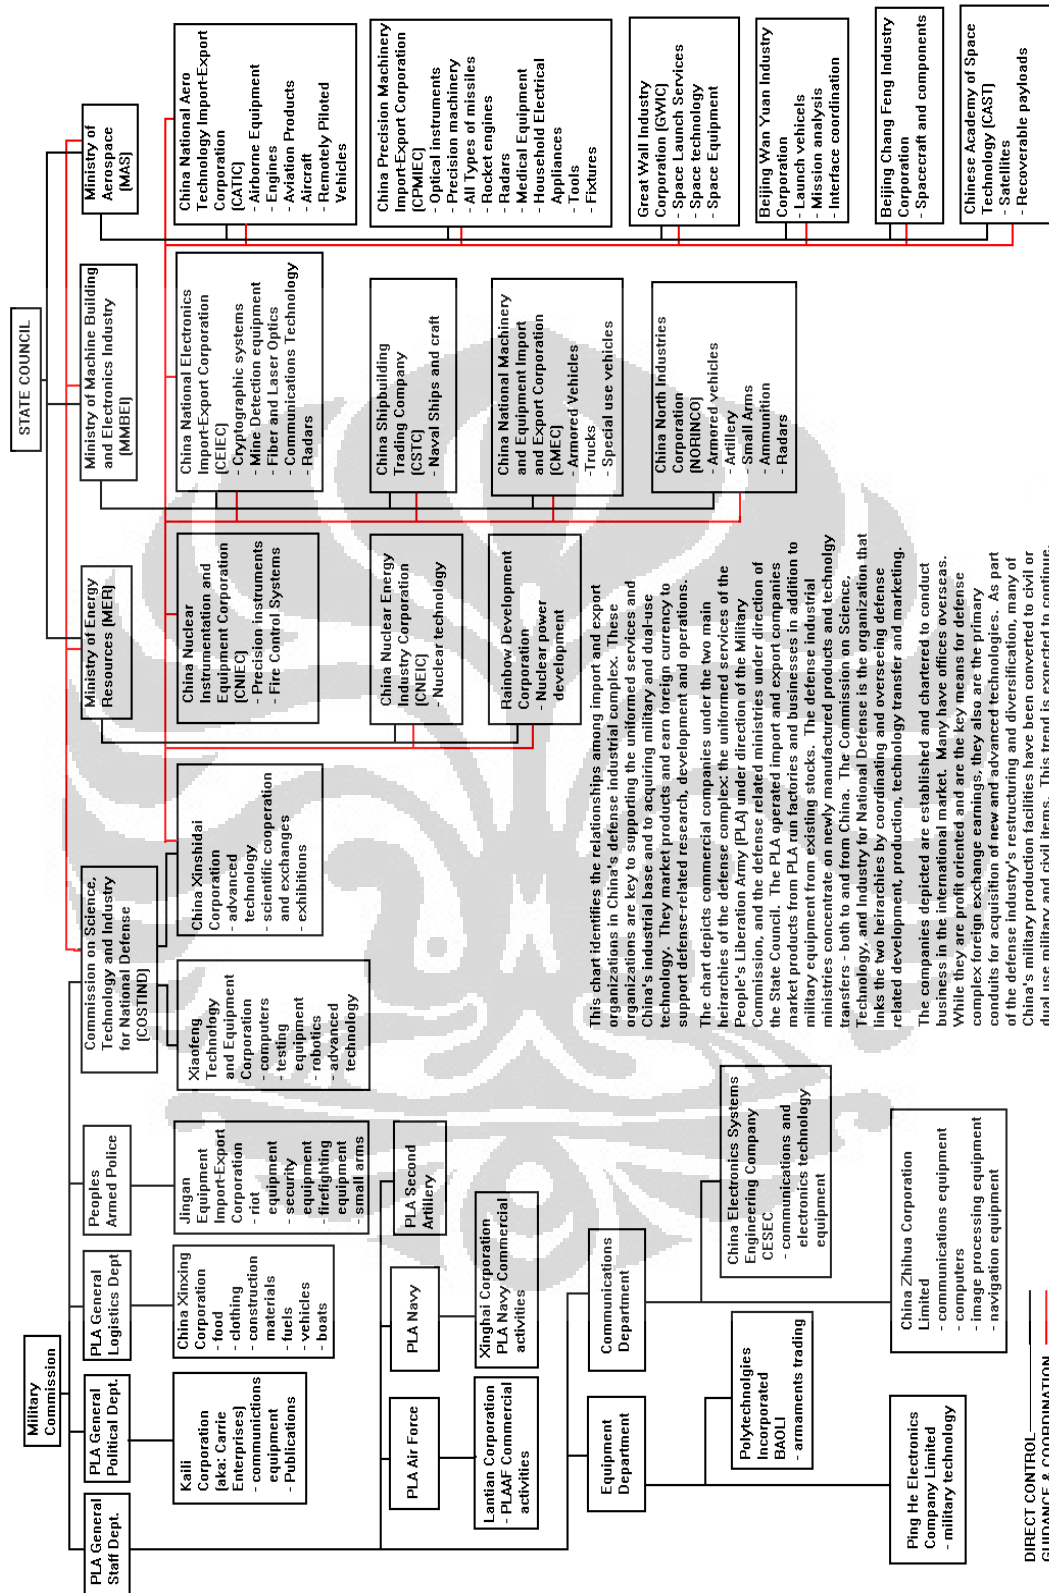 STATE COUNCIL
Military
Commission
PLA General
Staff Dept.
PLA General
Political Dept.
PLA General
Logistics Dept
Peoples
Armed Police
Commission on Science,
Technology and Industry
for National Defense
(COSTIND)
Ministry of Energy
Resources (MER)
Ministry of Machine Building
and Electronics Industry
(MMBEI)
Ministry of
Aerospace
(MAS)
Kaili
Corporation
(aka: Carrie
Enterprises)
- communictions
equipment
- Publications
China Xinxing
Corporation
- food
- clothing
- construction
materials
- fuels
- vehicles
- boats
Jingan
Equipment
Import-Export
Corporation
- riot
equipment
- security
equipment
- firefighting
equipment
- small arms
Xiaofeng
Technology
and Equipment
Corporation
- computers
- testing
equipment
- robotics
- advanced
technology
China Xinshidai
Corporation
- advanced
technology
- scientific cooperation
and exchanges
- exhibitions
China Nuclear
Instrumentation and
Equipment Corporation
(CNIEC)
- Precision instruments
- Fire Control Systems
China National Electronics
Import-Export Corporation
(CEIEC)
- Cryptographic systems
- Mine Detection equipment
- Fiber and Laser Optics
- Communications Technology
- Radars
China National Aero
Technology Import-Export
Corporation
(CATIC)
- Airborne Equipment
- Engines
- Aviation Products
- Aircraft
- Remotely Piloted
Vehicles
PLA Air Force
PLA Navy
PLA Second
Artillery
China Nuclear Energy
Industry Corporation
(CNEIC)
- Nuclear technology
China Shipbuilding
Trading Company
(CSTC)
- Naval Ships and craft
China Precision Machinery
Import-Export Corporation
(CPMIEC)
- Optical instruments
- Precision machinery
- All Types of missiles
- Rocket engines
- Radars
- Medical Equipment
- Household Electrical
Appliances
- Tools
- Fixtures
Lantian Corporation
- PLAAF Commercial
activities
Xinghai Corporation
PLA Navy Commercial
activities
Rainbow Development
Corporation
- Nuclear power
development
China National Machinery
and Equipment Import
and Export Corporation
(CMEC)
- Armored Vehicles
-Trucks
- Special use vehicles
Great Wall Industry
Corporation (GWIC)
- Space Launch Services
- Space technology
- Space Equipment
Equipment
Department
Communications
Department
China North Industries
Corporation
(NORINCO)
- Armored vehicles
- Artillery
- Small Arms
- Ammunition
- Radars
Beijing Wan Yuan Industry
Corporation
- Launch vehicels
- Mission analysis
- Interface coordination
Polytechnolgies
Incorporated
BAOLI
- armaments trading
China Electronics Systems
Engineering Company
CESEC
- communications and
electronics technology
equipment
Beijing Chang Feng Industry
Corporation
- Spacecraft and components
Ping He Electronics
Company Limited
- military technology
China Zhihua Corporation
Limited
- communications equipment
- computers
- image processing equipment
- navigation equipment
Chinese Academy of Space
Technology (CAST)
- Satellites
- Recoverable payloads
This chart identifies the relationships among import and export
organizations in China's defense industrial complex. These
organizations are key to supporting the uniformed services and
China's industrial base and to acquiring military and dual-use
technology. They market products and earn foreign currency to
support defense-related research, development and operations.
The chart depicts commercial companies under the two main
heirarchies of the defense complex: the uniformed services of the
People's Liberation Army (PLA) under direction of the Military
Commission, and the defense related ministries under direction of
the State Council. The PLA operated import and export companies
market products from PLA run factories and businesses in addition to
military equipment from existing stocks. The defense industrial
ministries concentrate on newly manufactured products and technolgy
transfers - both to and from China. The Commission on Science,
Technology, and Industry for National Defense is the organization that
links the two heirarchies by coordinating and overseeing defense
related development, production, technology transfer and marketing.
The companies depicted are established and chartered to conduct
business in the international market. Many have offices overseas.
While they are profit oriented and are the key means for defense
complex foreign exchange earnings, they also are the primary
conduits for acquisition of new and advanced technologies. As part
of the defense industry's restructuring and diversification, many of
China's military production facilities have been converted to civil or
dual use military and civil items. This trend is expected to continue.
DIRECT CONTROL
GUIDANCE & COORDINATION